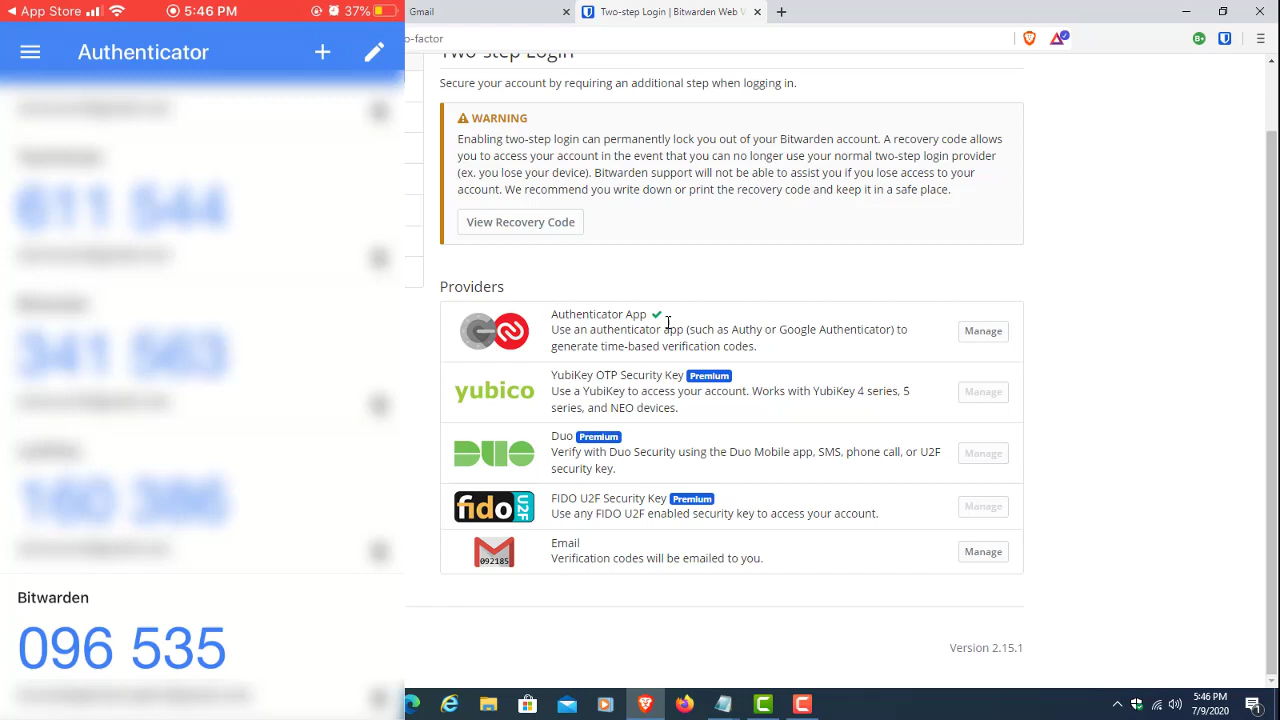 App Store
5:46 PM
37%
Authenticator
Bitwarden
096 535
Gmail
Two-step Login | Bitwarden Web V
o-factor
Two-step Login
Secure your account by requiring an additional step when logging in.
WARNING
Enabling two-step login can permanently lock you out of your Bitwarden account. A recovery code allows
you to access your account in the event that you can no longer use your normal two-step login provider
(ex. you lose your device). Bitwarden support will not be able to assist you if you lose access to your
account. We recommend you write down or print the recovery code and keep it in a safe place.
View Recovery Code
Providers
Authenticator App
Use an authenticator app (such as Authy or Google Authenticator) to
generate time-based verification codes.
Manage
yubico
YubiKey OTP Security Key Premium
Use a YubiKey to access your account. Works with YubiKey 4 series, 5
series, and NEO devices.
Manage
DUO
Duo Premium
Verify with Duo Security using the Duo Mobile app, SMS, phone call, or U2F
security key.
Manage
fido U2F
FIDO U2F Security Key Premium
Use any FIDO U2F enabled security key to access your account.
Manage
092185
Email
Verification codes will be emailed to you.
Manage
Version 2.15.1
5:46 PM
7/9/2020